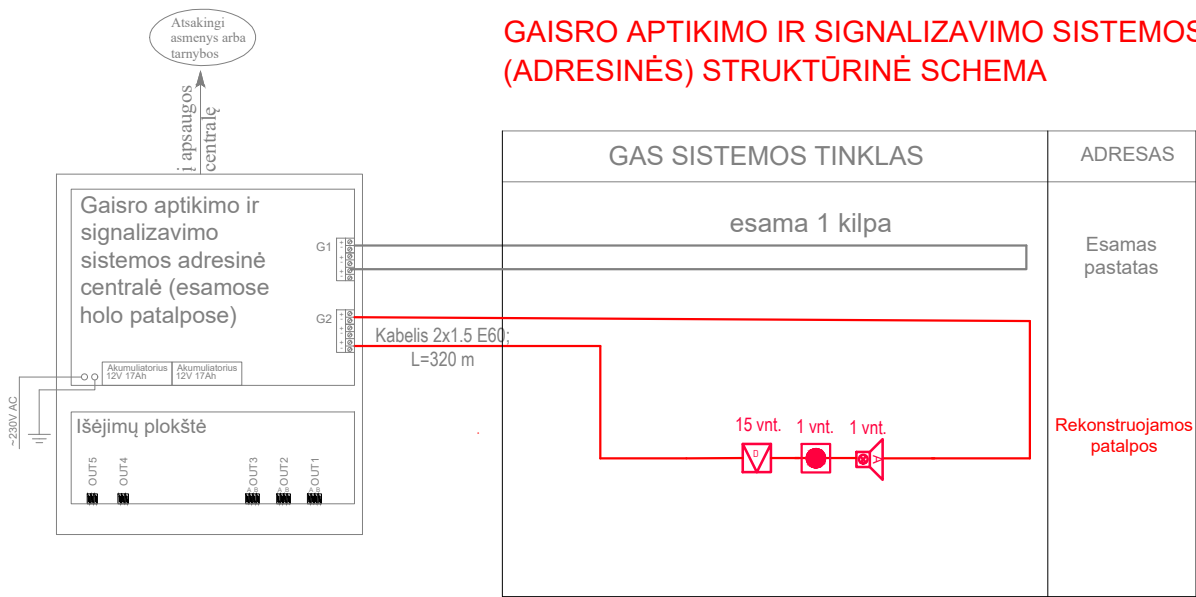 Atsakingi
asmenys arba
tarnybos
į apsaugos
centralę
GAISRO APTIKIMO IR SIGNALIZAVIMO SISTEMOS
(ADRESINĖS) STRUKTŪRINĖ SCHEMA
GAS SISTEMOS TINKLAS
ADRESAS
Gaisro aptikimo ir
signalizavimo
sistemos adresinė
centralė (esamose
holo patalpose)
G1
G2
esama 1 kilpa
Esamas
pastatas
Kabelis 2x1.5 E60;
L=320 m
Akumuliatorius
12V 17Ah
Akumuliatorius
12V 17Ah
~230V AC
Išėjimų plokštė
OUT5
OUT4
A B OUT3
A B OUT2
A B OUT1
15 vnt.
1 vnt.
1 vnt.
A
Rekonstruojamos
patalpos